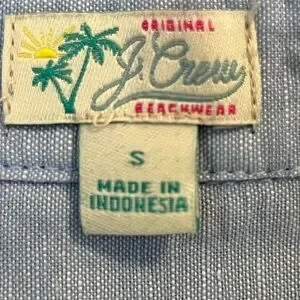 ORIGINAL
J. Crew
BEACHWEAR
S
MADE IN
INDONESIA